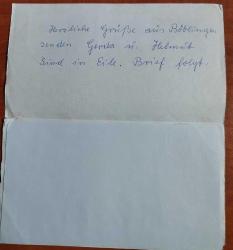 Herzliche Grüße aus Böblingen
senden Gerda u. Helmut
Sind in Eile. Brief folgt.